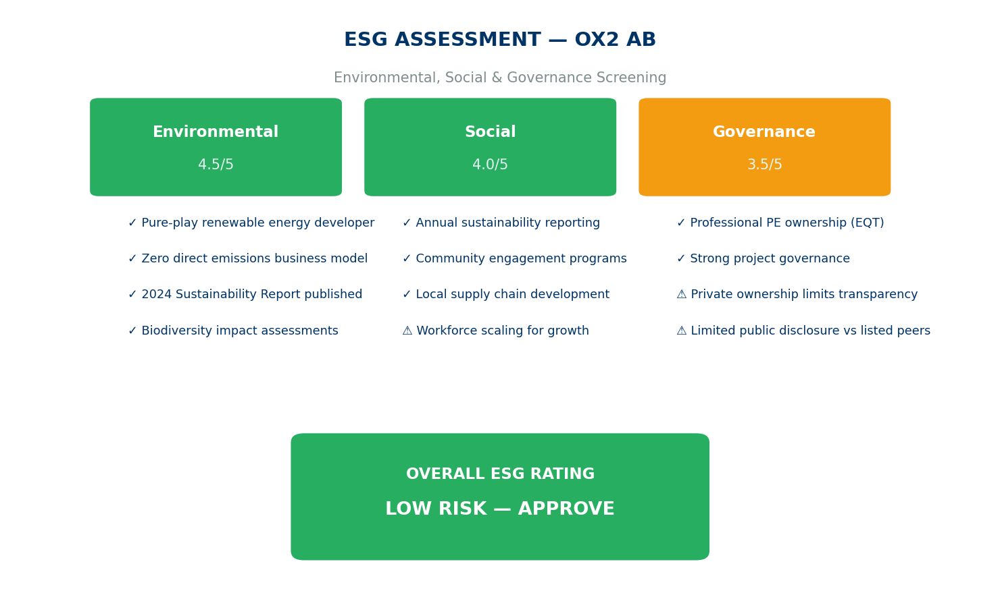 ESG ASSESSMENT — OX2 AB
Environmental, Social & Governance Screening
Environmental
4.5/5
✓ Pure-play renewable energy developer
✓ Zero direct emissions business model
✓ 2024 Sustainability Report published
✓ Biodiversity impact assessments
Social
4.0/5
✓ Annual sustainability reporting
✓ Community engagement programs
✓ Local supply chain development
⚠ Workforce scaling for growth
Governance
3.5/5
✓ Professional PE ownership (EQT)
✓ Strong project governance
⚠ Private ownership limits transparency
⚠ Limited public disclosure vs listed peers
OVERALL ESG RATING
LOW RISK — APPROVE